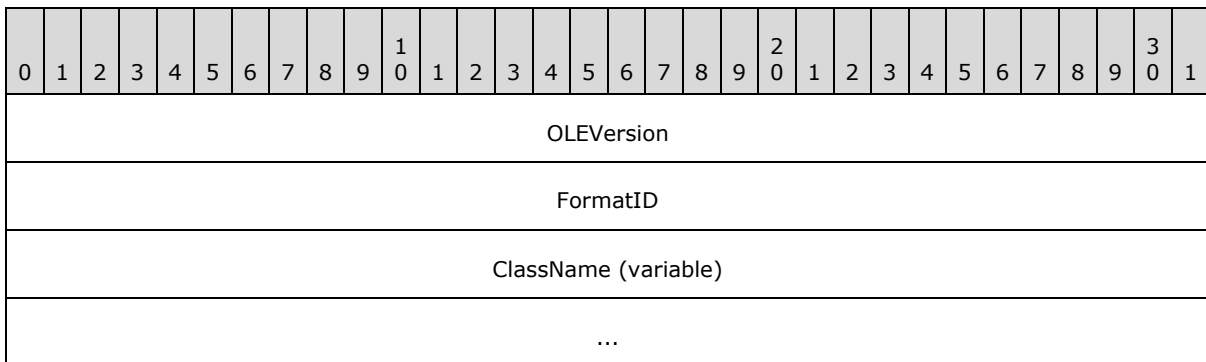 1 2 3
0 1 2 3 4 5 6 7 8 9 0 1 2 3 4 5 6 7 8 9 0 1 2 3 4 5 6 7 8 9 0 1
OLEVersion
FormatID
ClassName (variable)
...